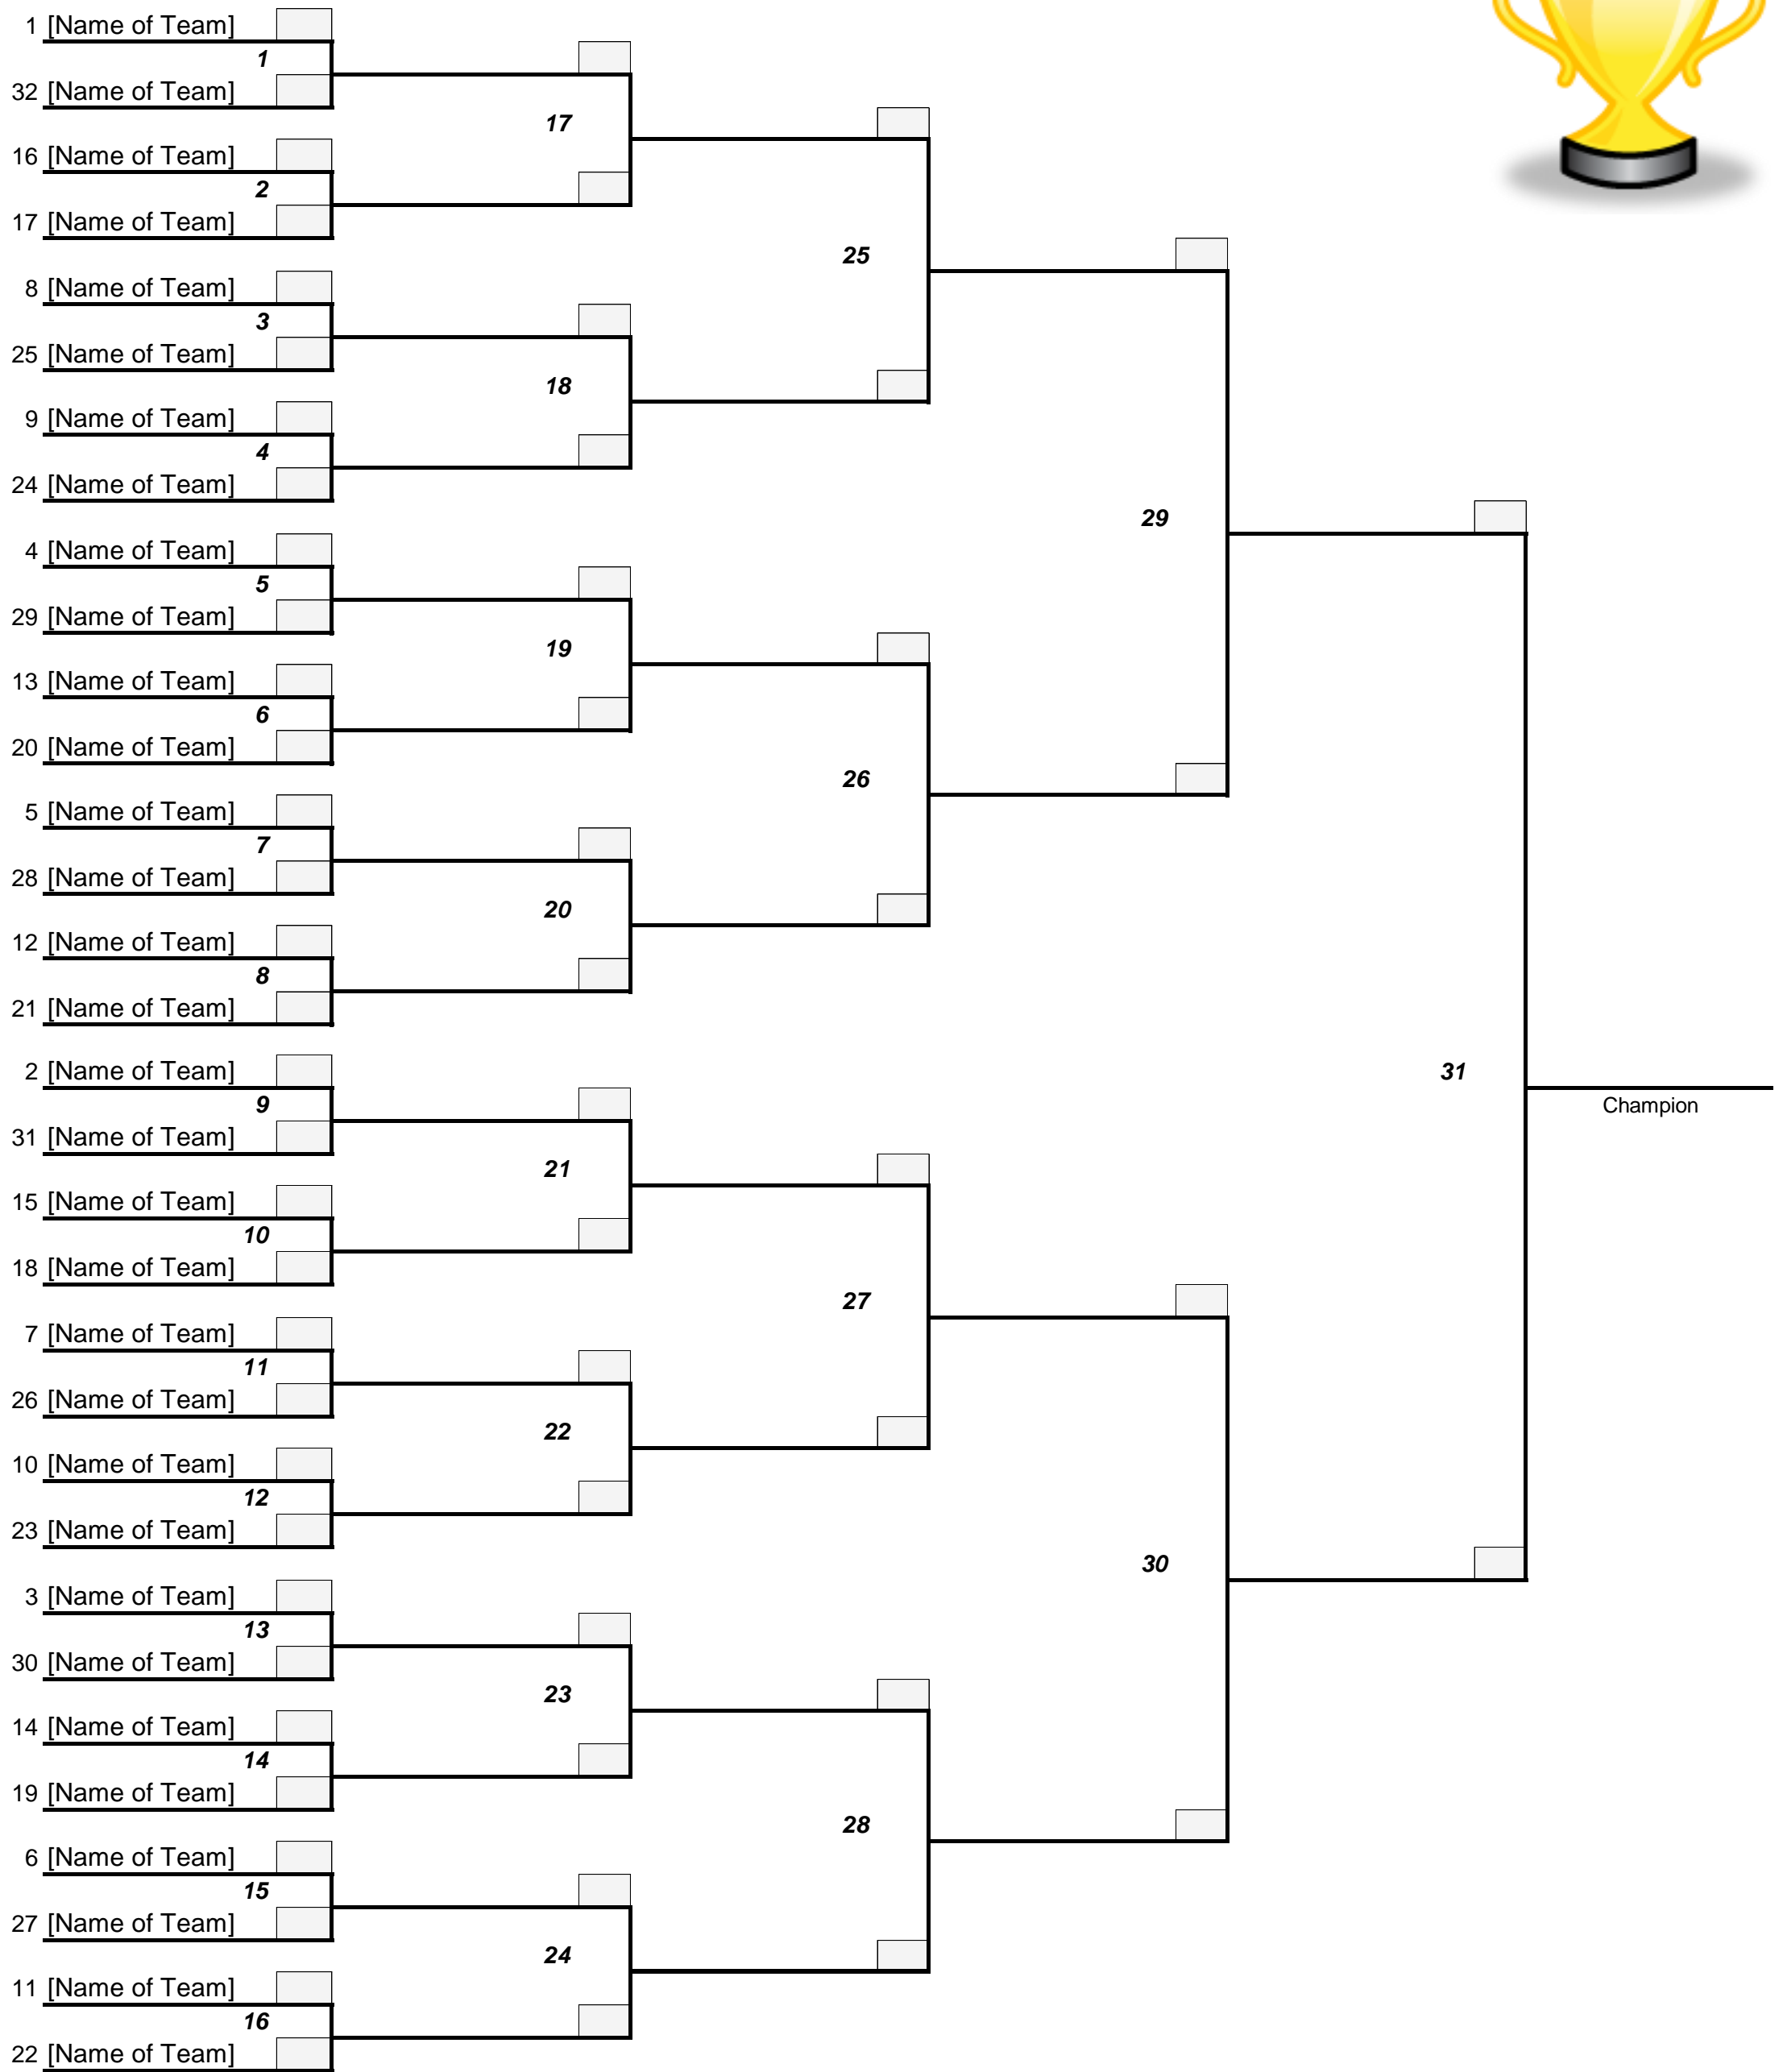 1 [Name of Team]
1
32 [Name of Team]
17
16 [Name of Team]
2
17 [Name of Team]
25
8 [Name of Team]
3
25 [Name of Team]
18
9 [Name of Team]
4
24 [Name of Team]
29
4 [Name of Team]
5
29 [Name of Team]
19
13 [Name of Team]
6
20 [Name of Team]
26
5 [Name of Team]
7
28 [Name of Team]
20
12 [Name of Team]
8
21 [Name of Team]
31
Champion
2 [Name of Team]
9
31 [Name of Team]
21
15 [Name of Team]
10
18 [Name of Team]
27
7 [Name of Team]
11
26 [Name of Team]
22
10 [Name of Team]
12
23 [Name of Team]
30
3 [Name of Team]
13
30 [Name of Team]
23
14 [Name of Team]
14
19 [Name of Team]
28
6 [Name of Team]
15
27 [Name of Team]
24
11 [Name of Team]
16
22 [Name of Team]